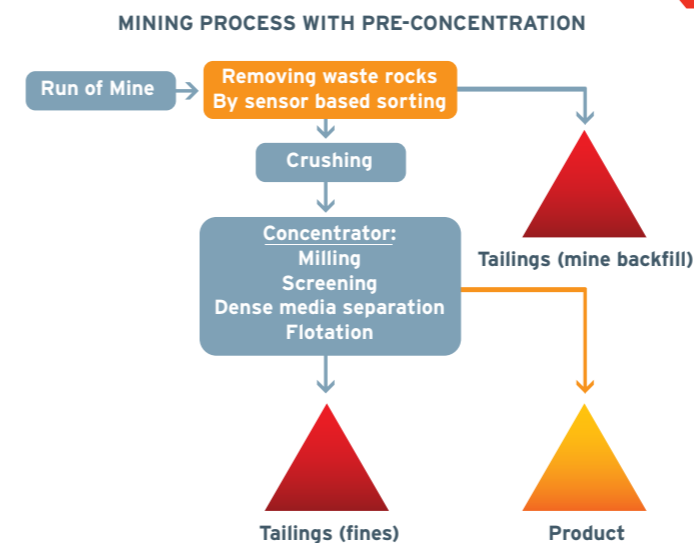 MINING PROCESS WITH PRE-CONCENTRATION
Run of Mine
Removing waste rocks
By sensor based sorting
Crushing
Concentrator:
Milling
Screening
Dense media separation
Flotation
Tailings (mine backfill)
Tailings (fines)
Product